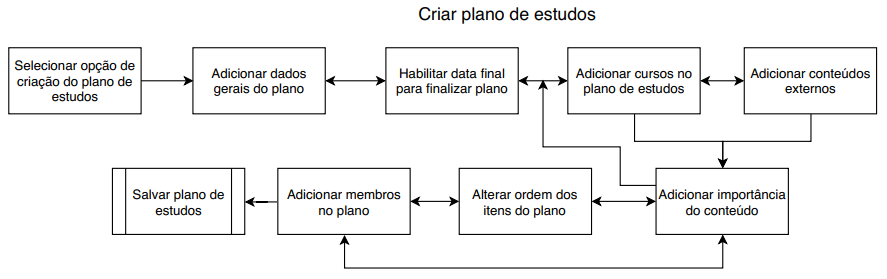 Criar plano de estudos
Selecionar opção de
criação do plano de
estudos
Adicionar dados
gerais do plano
Habilitar data final
para finalizar plano
Adicionar cursos no
plano de estudos
Adicionar conteúdos
externos
Salvar plano de
estudos
Adicionar membros
no plano
Alterar ordem dos
itens do plano
Adicionar importância
do conteúdo